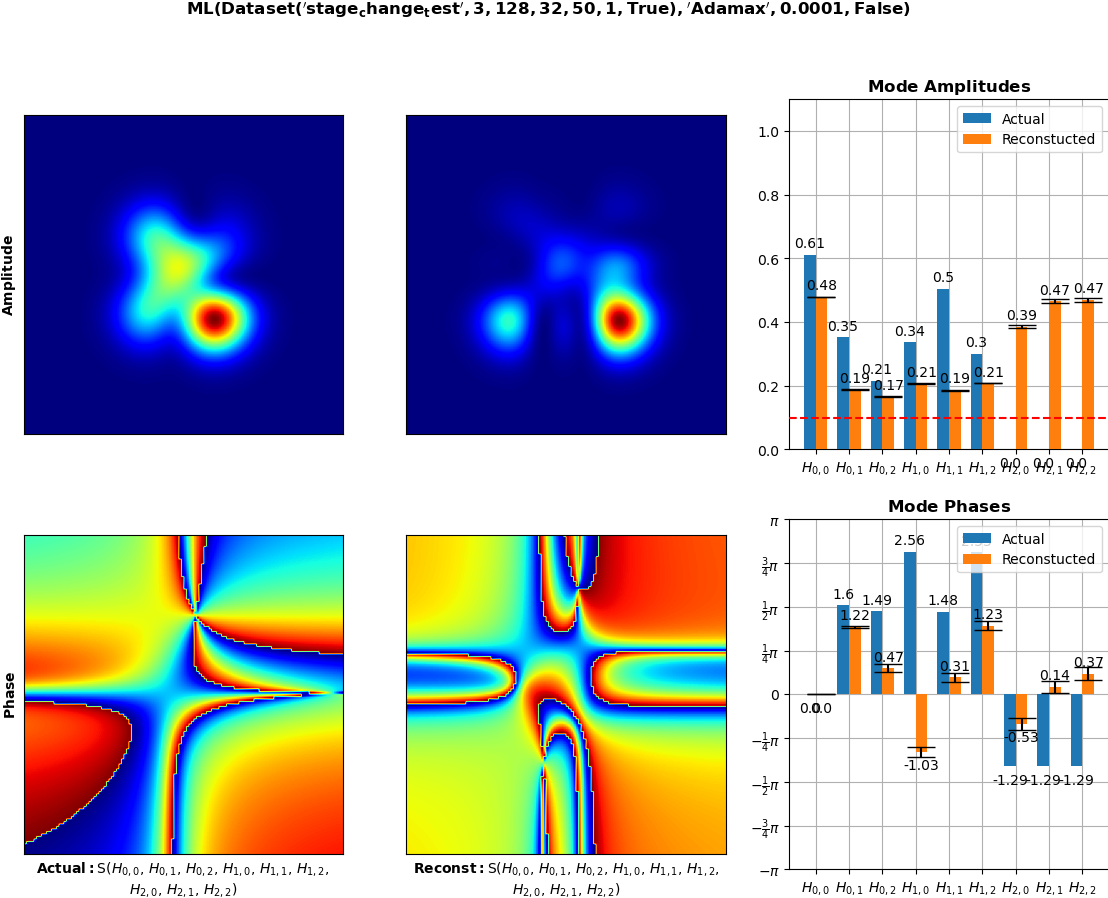 ML(Dataset('stage_change_test', 3, 128, 32, 50, 1, True), 'Adamax', 0.0001, False)
Amplitude
Mode Amplitudes
Actual
Reconstucted
1.0
0.8
0.6
0.4
0.2
0.0
0.61
0.48
0.35
0.19
0.21
0.17
0.34
0.21
0.5
0.19
0.3
0.21
0.0
0.39
0.0
0.47
0.0
0.47
H0,0 H0,1 H0,2 H1,0 H1,1 H1,2 H2,0 H2,1 H2,2
Phase
Actual: S(H0,0, H0,1, H0,2, H1,0, H1,1, H1,2,
H2,0, H2,1, H2,2)
Reconst: S(H0,0, H0,1, H0,2, H1,0, H1,1, H1,2,
H2,0, H2,1, H2,2)
Mode Phases
Actual
Reconstucted
π
3/4π
1/2π
1/4π
0
−1/4π
−1/2π
−3/4π
−π
0.0
0.0
1.6
1.22
1.49
0.47
2.56
-1.03
1.48
0.31
1.23
-1.29
-0.53
-1.29
0.14
-1.29
0.37
H0,0 H0,1 H0,2 H1,0 H1,1 H1,2 H2,0 H2,1 H2,2